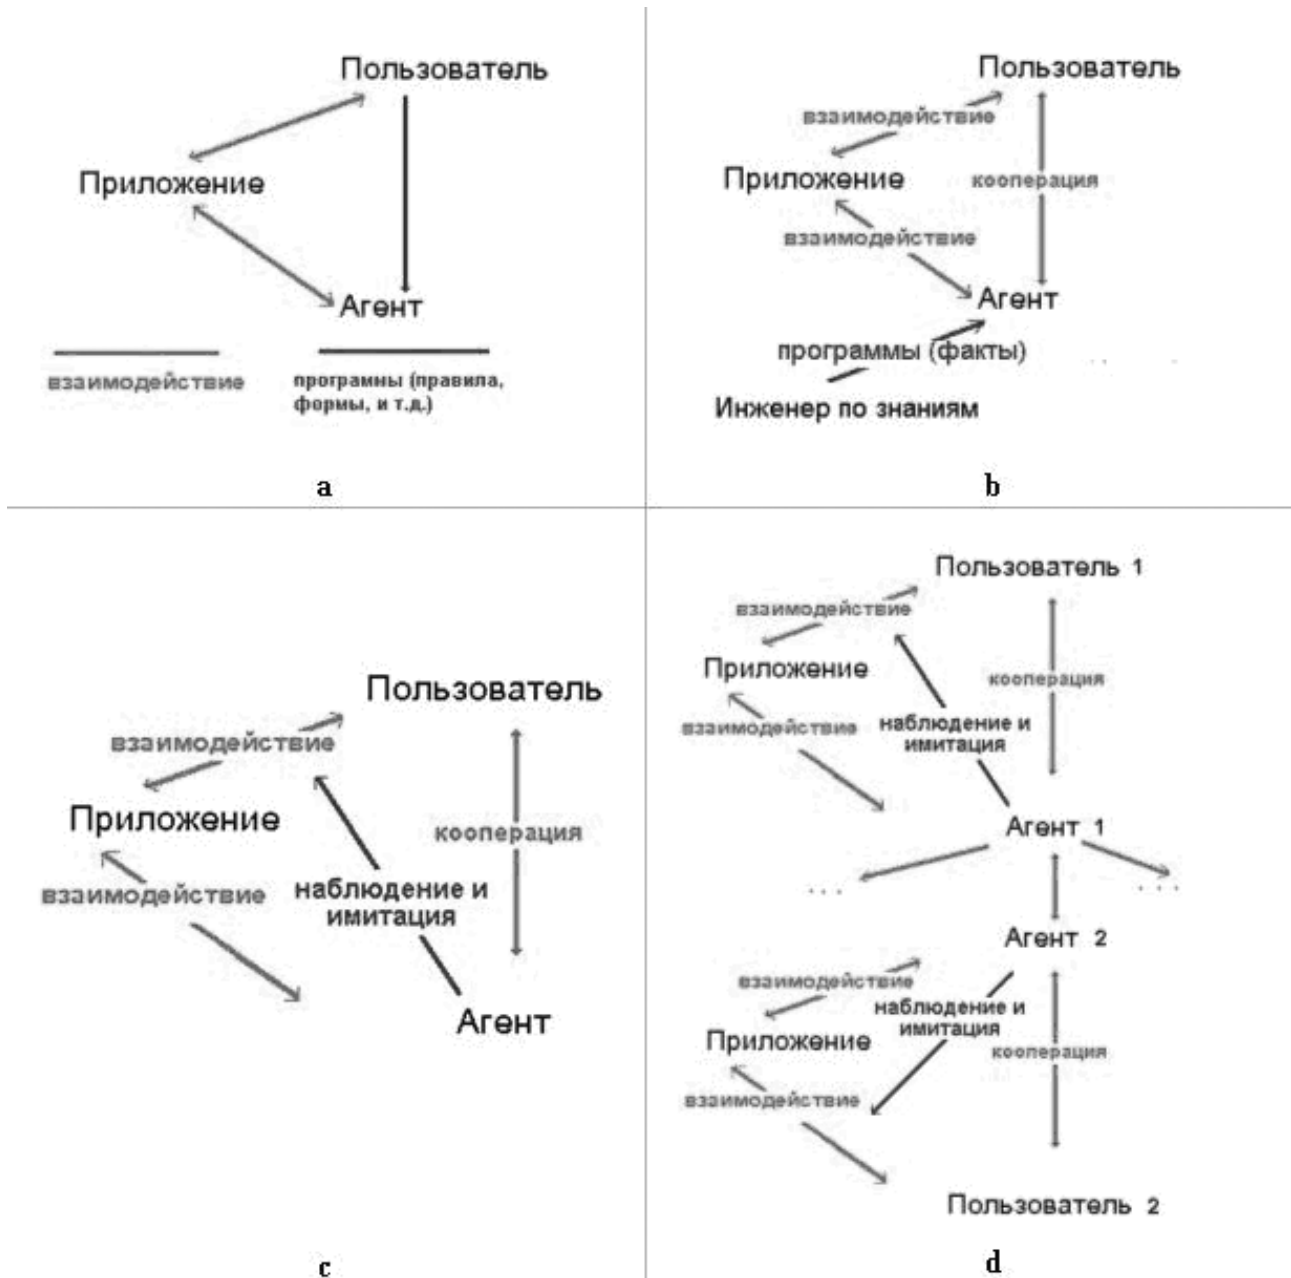 Пользователь
Приложение
Агент
взаимодействие
програмны (правила,
формы, и т.д.)
a
Пользователь
взаимодействие
Приложение
кооперация
взаимодействие
Агент
программы (факты)
Инженер по знаниям
b
Пользователь
взаимодействие
Приложение
кооперация
взаимодействие
наблюдение и
имитация
Агент
c
Пользователь 1
взаимодействие
Приложение
кооперация
взаимодействие
наблюдение и
имитация
Агент 1
... ...
Агент 2
взаимодействие
наблюдение и
имитация
Приложение
кооперация
взаимодействие
Пользователь 2
d